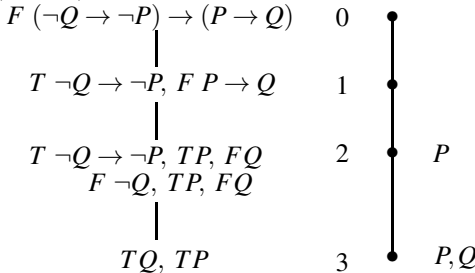 F (¬Q → ¬P) → (P → Q) 0
T ¬Q → ¬P, F P → Q 1
T ¬Q → ¬P, TP, FQ 2 P
F ¬Q, TP, FQ
TQ, TP 3 P,Q